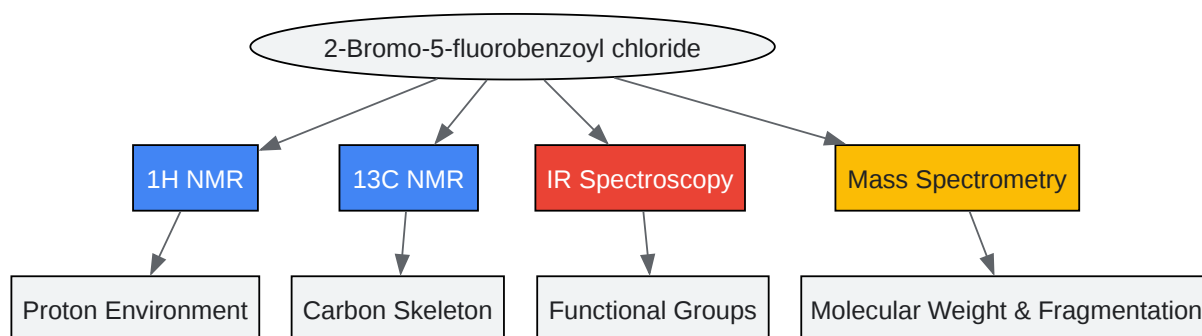 2-Bromo-5-fluorobenzoyl chloride
1H NMR
13C NMR
IR Spectroscopy
Mass Spectrometry
Proton Environment
Carbon Skeleton
Functional Groups
Molecular Weight & Fragmentation